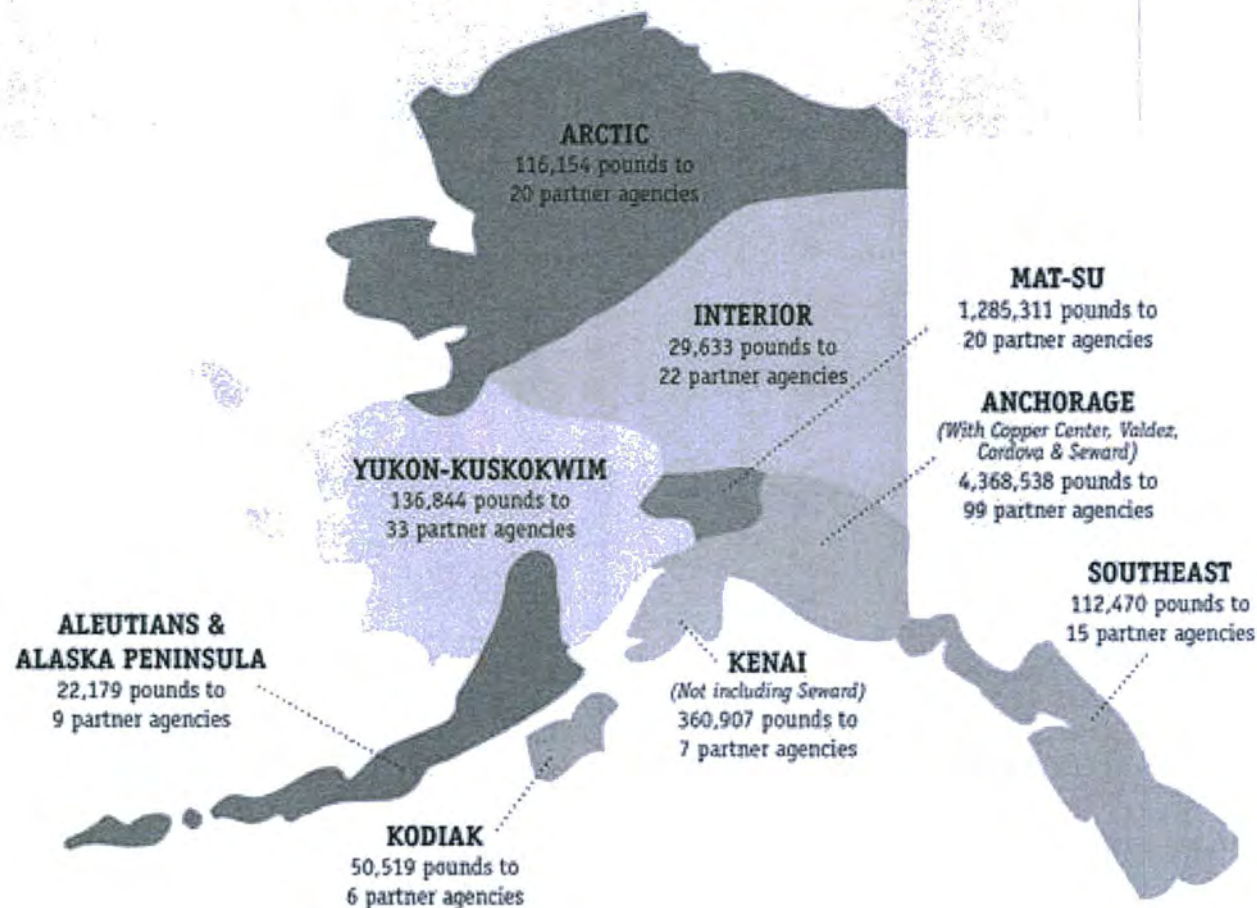 ARCTIC
116,154 pounds to
20 partner agencies
INTERIOR
29,633 pounds to
22 partner agencies
MAT-SU
1,285,311 pounds to
20 partner agencies
ANCHORAGE
(With Copper Center, Valdez,
Cordova & Seward)
4,368,538 pounds to
99 partner agencies
YUKON-KUSKOKWIM
136,844 pounds to
33 partner agencies
SOUTHEAST
112,470 pounds to
15 partner agencies
ALEUTIANS &
ALASKA PENINSULA
22,179 pounds to
9 partner agencies
KENAI
(Not including Seward)
360,907 pounds to
7 partner agencies
KODIAK
50,519 pounds to
6 partner agencies